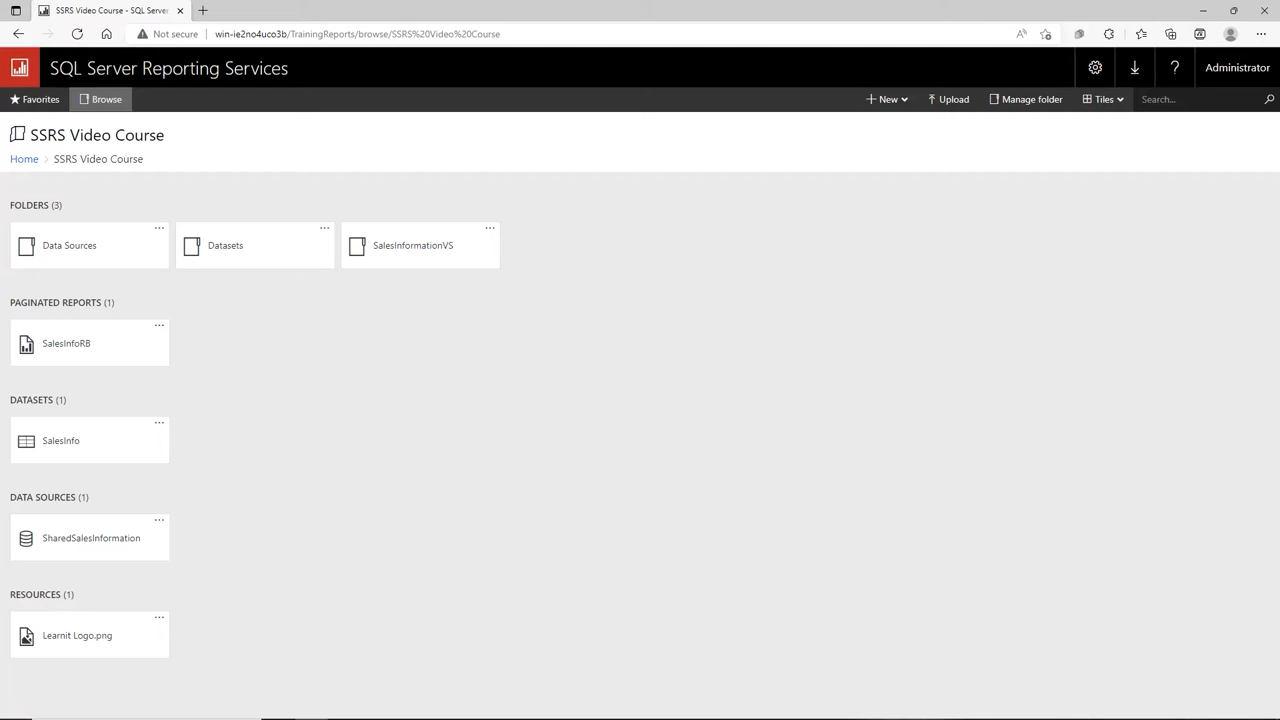 SSRS Video Course - SQL Server
Not secure win-ie2no4uco3b/TrainingReports/browse/SSRS%20Video%20Course
SQL Server Reporting Services
Administrator
Favorites Browse New Upload Manage folder Tiles Search...
SSRS Video Course
Home > SSRS Video Course
FOLDERS (3)
Data Sources Datasets SalesInformationVS
PAGINATED REPORTS (1)
SalesInfoRB
DATASETS (1)
SalesInfo
DATA SOURCES (1)
SharedSalesInformation
RESOURCES (1)
Learnit Logo.png